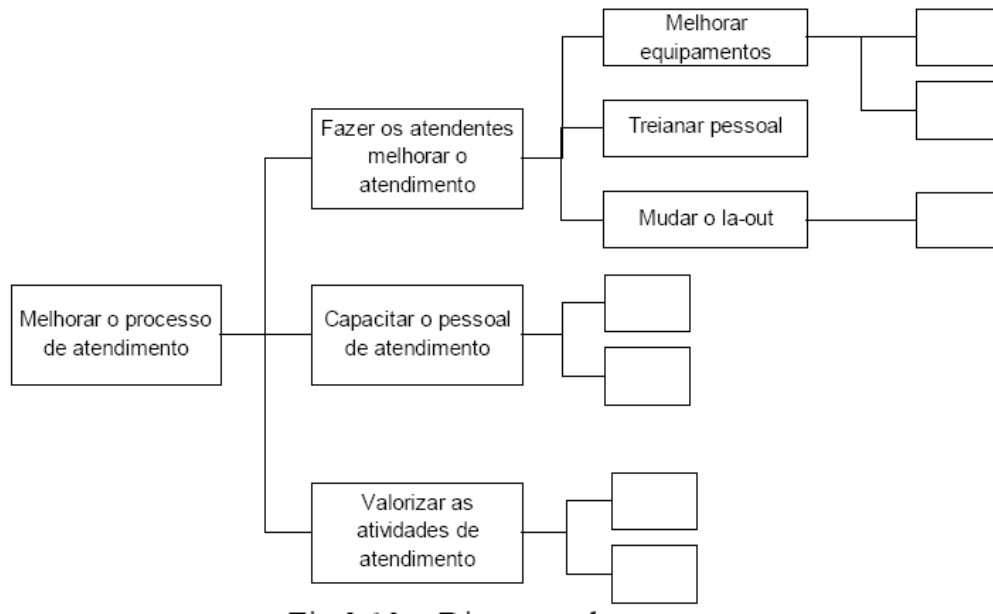 Melhorar
equipamentos
Fazer os atendentes
melhorar o
atendimento
Treianar pessoal
Mudar o la-out
Melhorar o processo
de atendimento
Capacitar o pessoal
de atendimento
Valorizar as
atividades de
atendimento